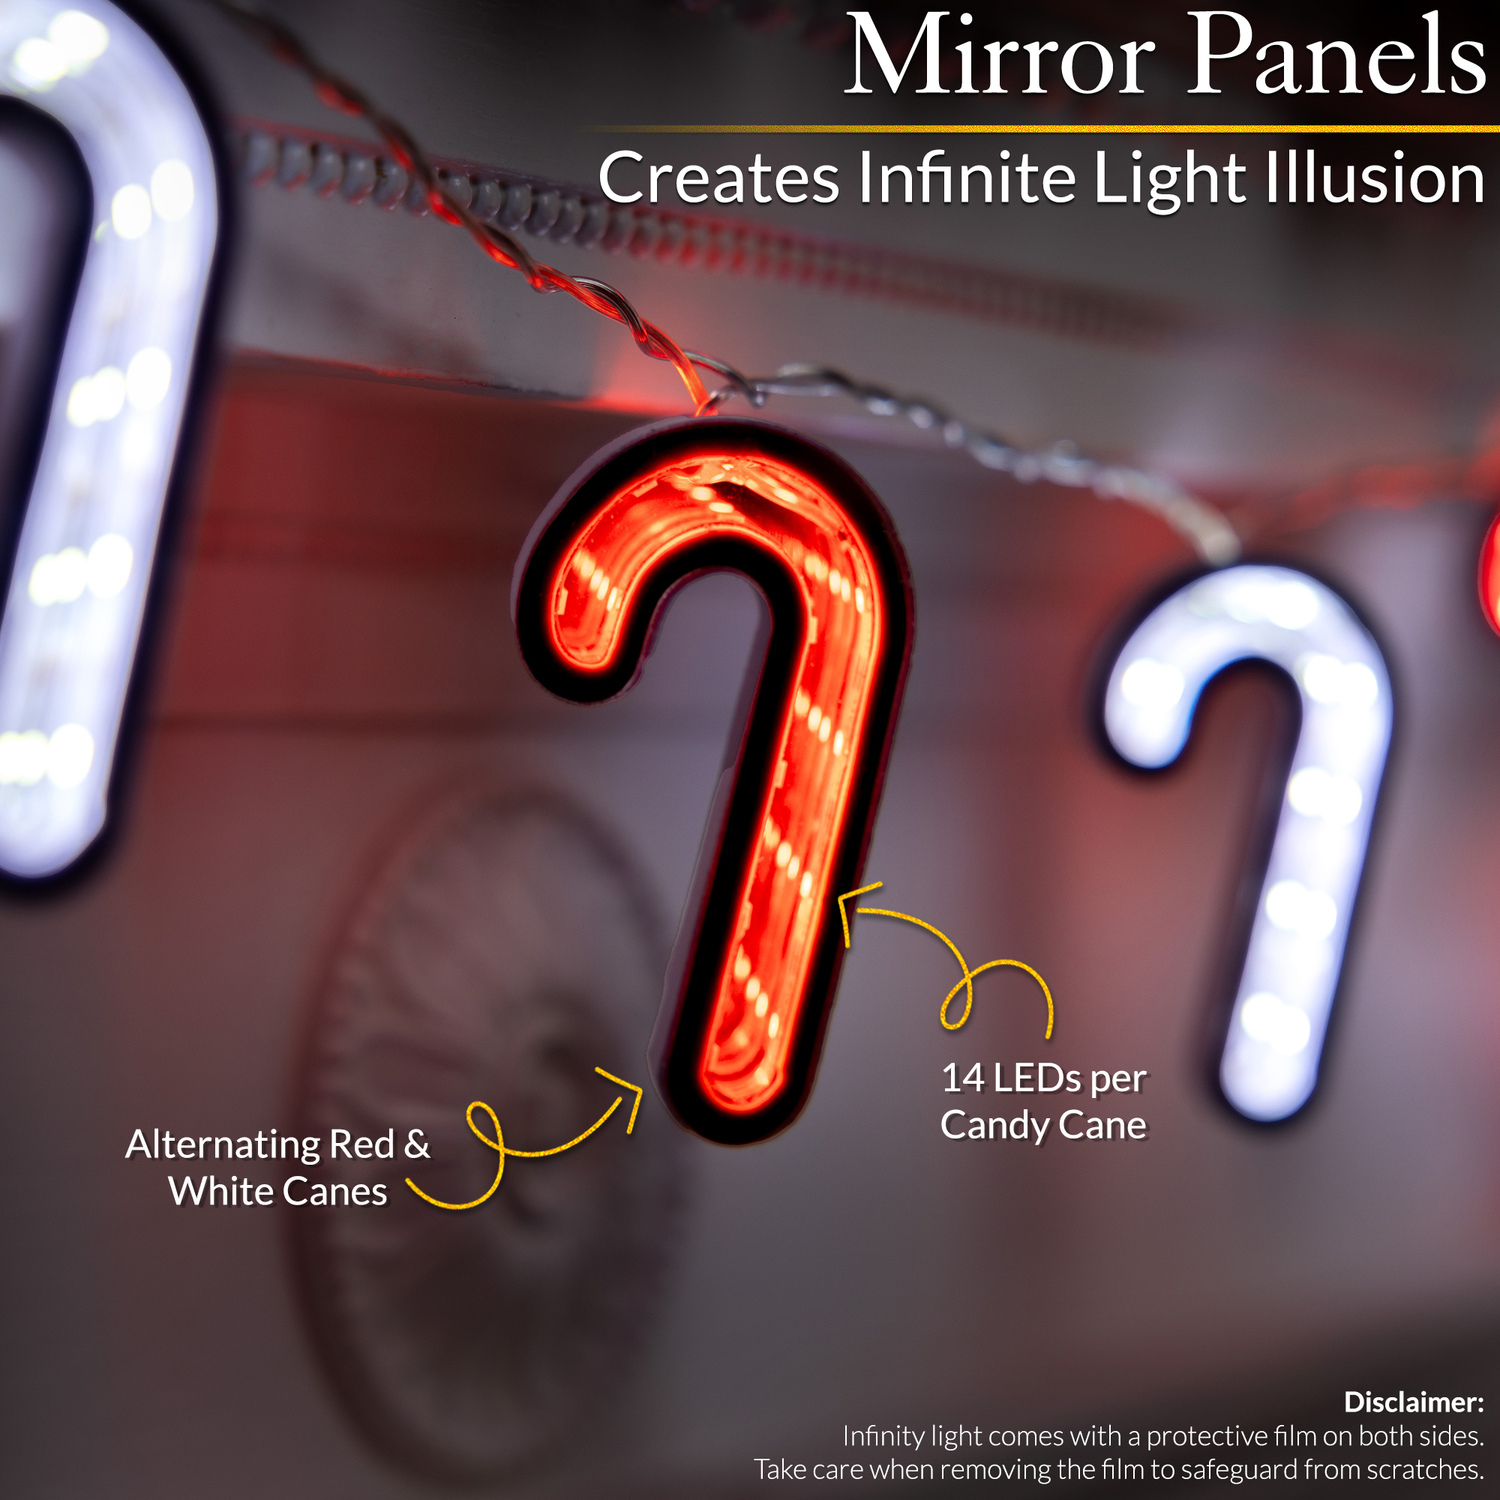 Mirror Panels
Creates Infinite Light Illusion
14 LEDs per
Candy Cane
Alternating Red &
White Canes
Disclaimer:
Infinity light comes with a protective film on both sides.
Take care when removing the film to safeguard from scratches.